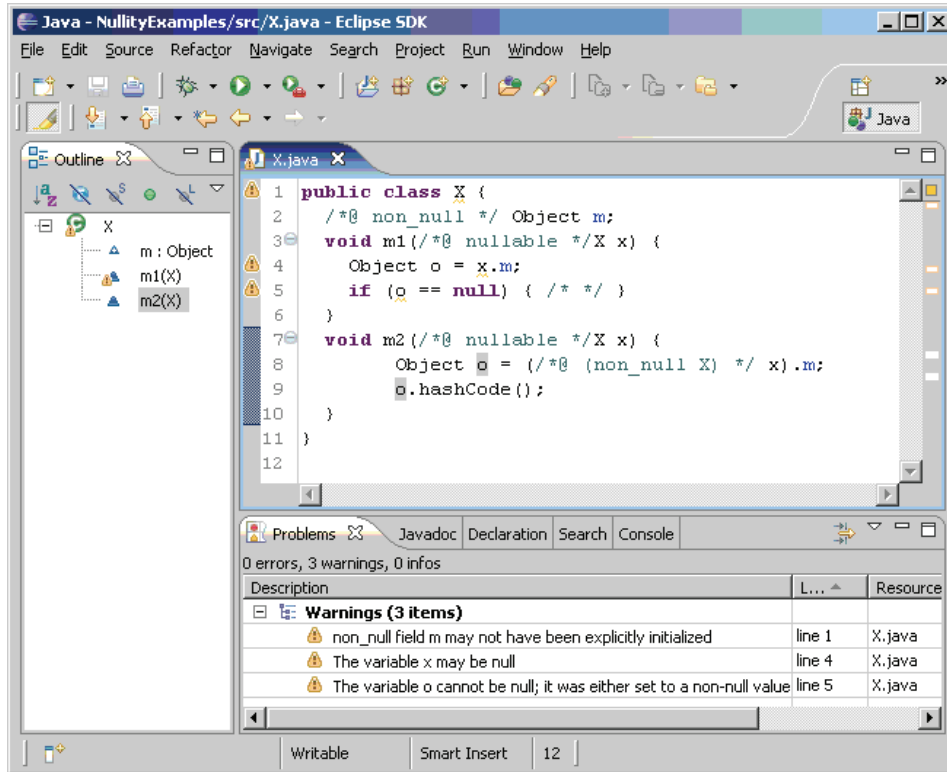 Java - NullityExamples/src/X.java - Eclipse SDK
File Edit Source Refactor Navigate Search Project Run Window Help
Java
Outline
X
m : Object
m1(X)
m2(X)
X.java
1 public class X {
2 /*@ non_null */ Object m;
3 void m1(/*@ nullable */X x) {
4 Object o = x.m;
5 if (o == null) { /* */ }
6 }
7 void m2(/*@ nullable */X x) {
8 Object o = (/*@ (non_null X) */ x).m;
9 o.hashCode();
10 }
11 }
12
Problems Javadoc Declaration Search Console
0 errors, 3 warnings, 0 infos
Description L... Resource
Warnings (3 items)
non_null field m may not have been explicitly initialized line 1 X.java
The variable x may be null line 4 X.java
The variable o cannot be null; it was either set to a non-null value line 5 X.java
Writable Smart Insert 12